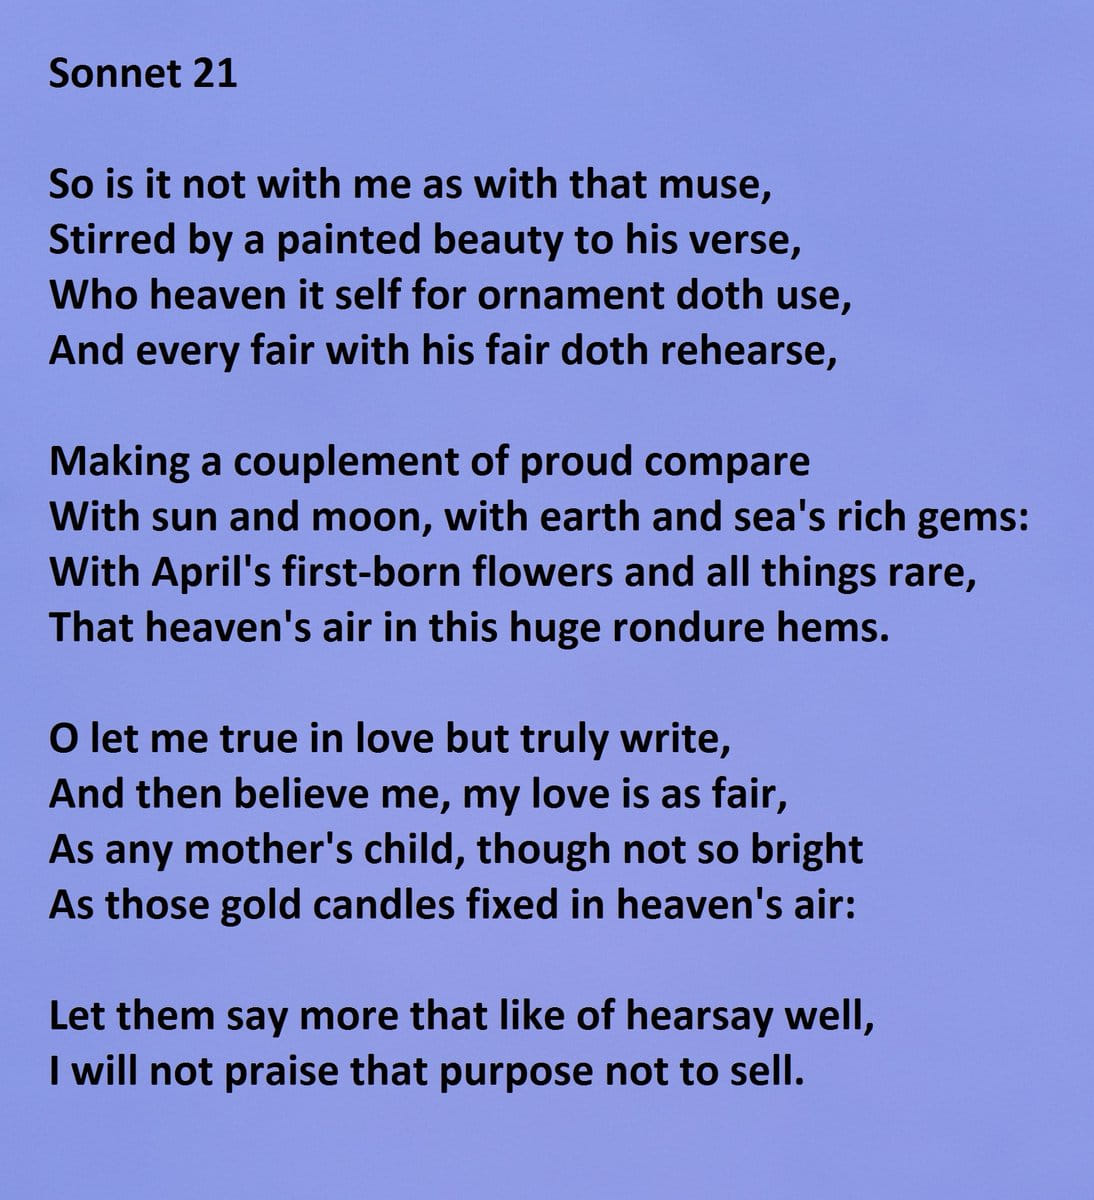 Sonnet 21
So is it not with me as with that muse,
Stirred by a painted beauty to his verse,
Who heaven it self for ornament doth use,
And every fair with his fair doth rehearse,
Making a couplement of proud compare
With sun and moon, with earth and sea's rich gems:
With April's first-born flowers and all things rare,
That heaven's air in this huge rondure hems.
O let me true in love but truly write,
And then believe me, my love is as fair,
As any mother's child, though not so bright
As those gold candles fixed in heaven's air:
Let them say more that like of hearsay well,
I will not praise that purpose not to sell.